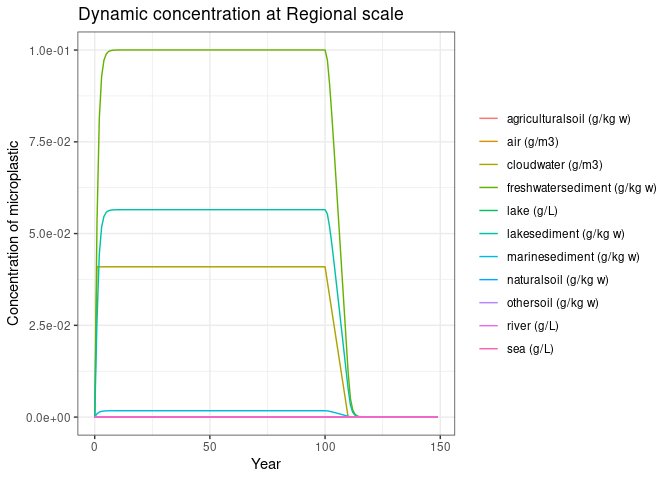 Dynamic concentration at Regional scale
Concentration of microplastic
1.0e-01
7.5e-02
5.0e-02
2.5e-02
0.0e+00
0
50
100
150
Year
agriculturalsoil (g/kg w)
air (g/m3)
cloudwater (g/m3)
freshwatersediment (g/kg w)
lake (g/L)
lakesediment (g/kg w)
marinesediment (g/kg w)
naturalsoil (g/kg w)
othersoil (g/kg w)
river (g/L)
sea (g/L)